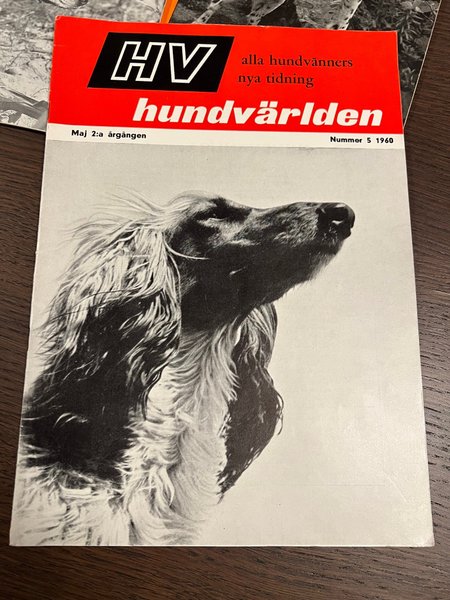 HV
alla hundvänners
nya tidning
hundvärlden
Maj 2:a årgången
Nummer 5 1960